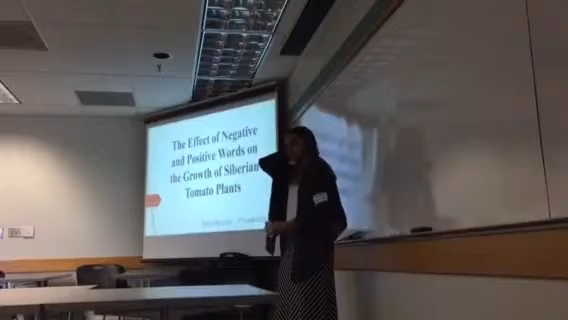 The Effect of Negative
and Positive Words on
the Growth of Siberian
Tomato Plants